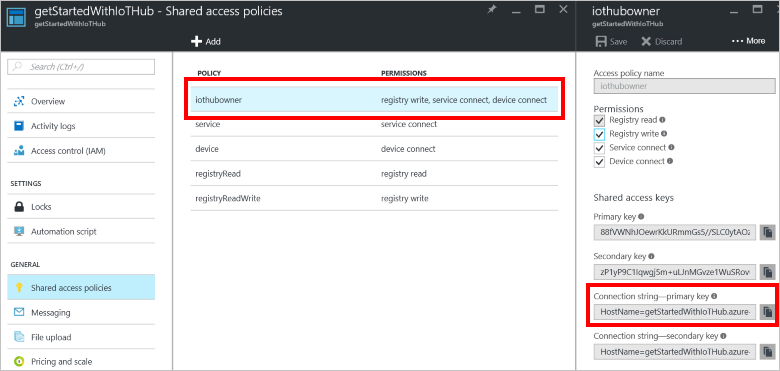 getStartedWithIoTHub - Shared access policies
getStartedWithIoTHub
Add
Search (Ctrl+/)
Overview
Activity logs
Access control (IAM)
SETTINGS
Locks
Automation script
GENERAL
Shared access policies
Messaging
File upload
Pricing and scale
POLICY PERMISSIONS
iothubowner registry write, service connect, device connect
service service connect
device device connect
registryRead registry read
registryReadWrite registry write
iothubowner
getStartedWithIoTHub
Save Discard ••• More
Access policy name
iothubowner
Permissions
Registry read
Registry write
Service connect
Device connect
Shared access keys
Primary key
Secondary key
Connection string—primary key
HostName=getStartedWithIoTHub.azure-
Connection string—secondary key
HostName=getStartedWithIoTHub.azure-